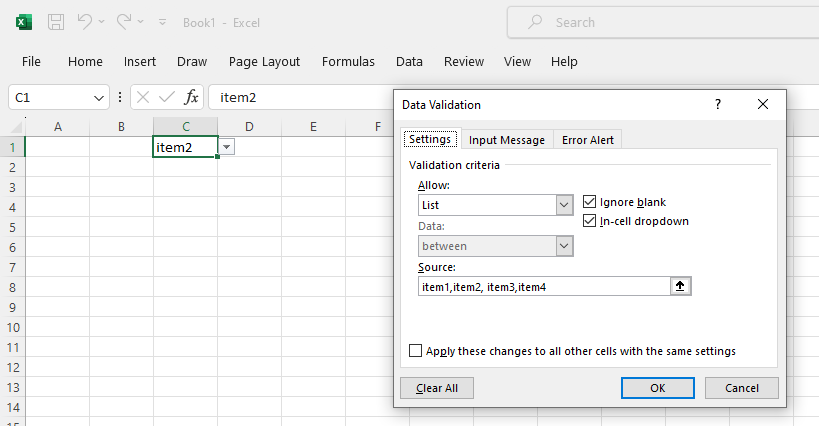 Book1 - Excel
Search
File Home Insert Draw Page Layout Formulas Data Review View Help
C1 fx item2
Data Validation ?
A B C D E F
Settings Input Message Error Alert
1 item2
Validation criteria
2
Allow:
3
List Ignore blank
4
In-cell dropdown
5
Data:
6
between
7
Source:
8
item1,item2, item3,item4
9
10
11
Apply these changes to all other cells with the same settings
12
13
Clear All OK Cancel
14